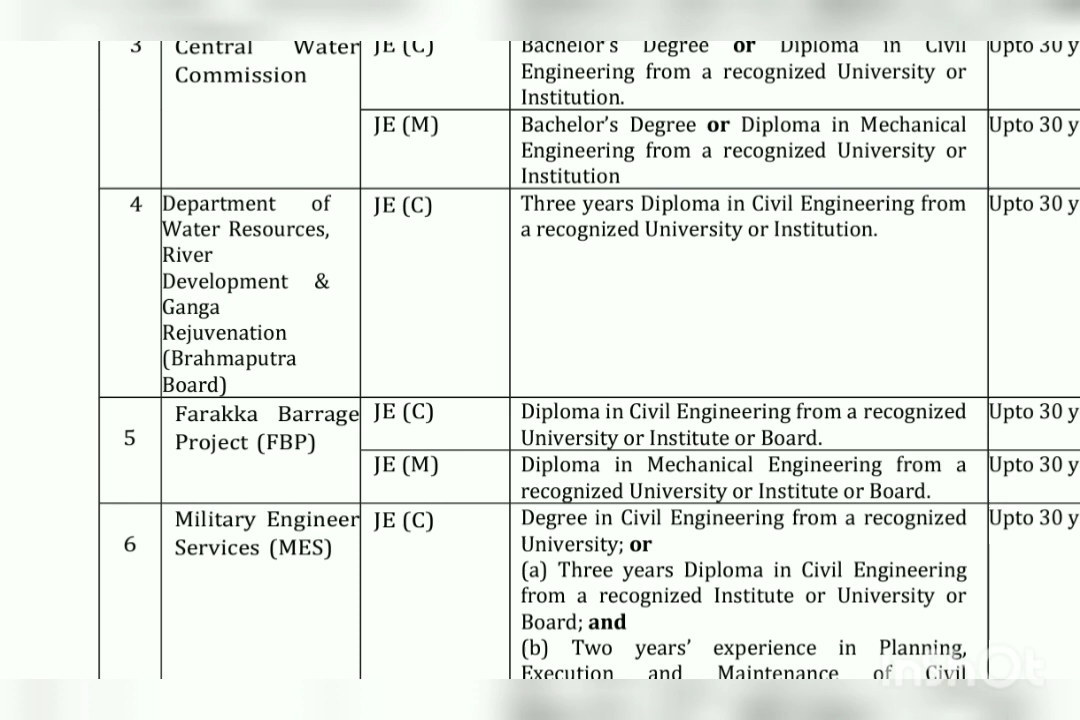 3 Central Water JE (C) Bachelor's Degree or Diploma in Civil Upto 30 y
Commission Engineering from a recognized University or
Institution.
JE (M) Bachelor’s Degree or Diploma in Mechanical Upto 30 y
Engineering from a recognized University or
Institution
4 Department of JE (C) Three years Diploma in Civil Engineering from Upto 30 y
Water Resources, a recognized University or Institution.
River
Development &
Ganga
Rejuvenation
(Brahmaputra
Board)
5 Farakka Barrage JE (C) Diploma in Civil Engineering from a recognized Upto 30 y
Project (FBP) University or Institute or Board.
JE (M) Diploma in Mechanical Engineering from a Upto 30 y
recognized University or Institute or Board.
6 Military Engineer JE (C) Degree in Civil Engineering from a recognized Upto 30 y
Services (MES) University; or
(a) Three years Diploma in Civil Engineering
from a recognized Institute or University or
Board; and
(b) Two years’ experience in Planning,
Execution and Maintenance of Civil
InShOt